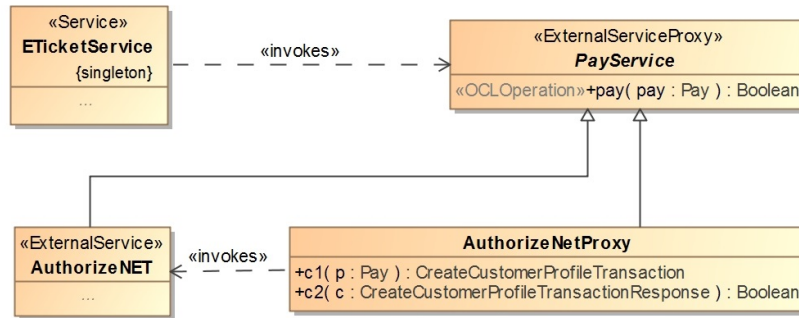 «Service»
ETicketService
{singleton}
...
«invokes»
«ExternalServiceProxy»
PayService
«OCLOperation»+pay( pay : Pay ) : Boolean
«ExternalService»
AuthorizeNET
...
«invokes»
AuthorizeNetProxy
+c1( p : Pay ) : CreateCustomerProfileTransaction
+c2( c : CreateCustomerProfileTransactionResponse ) : Boolean